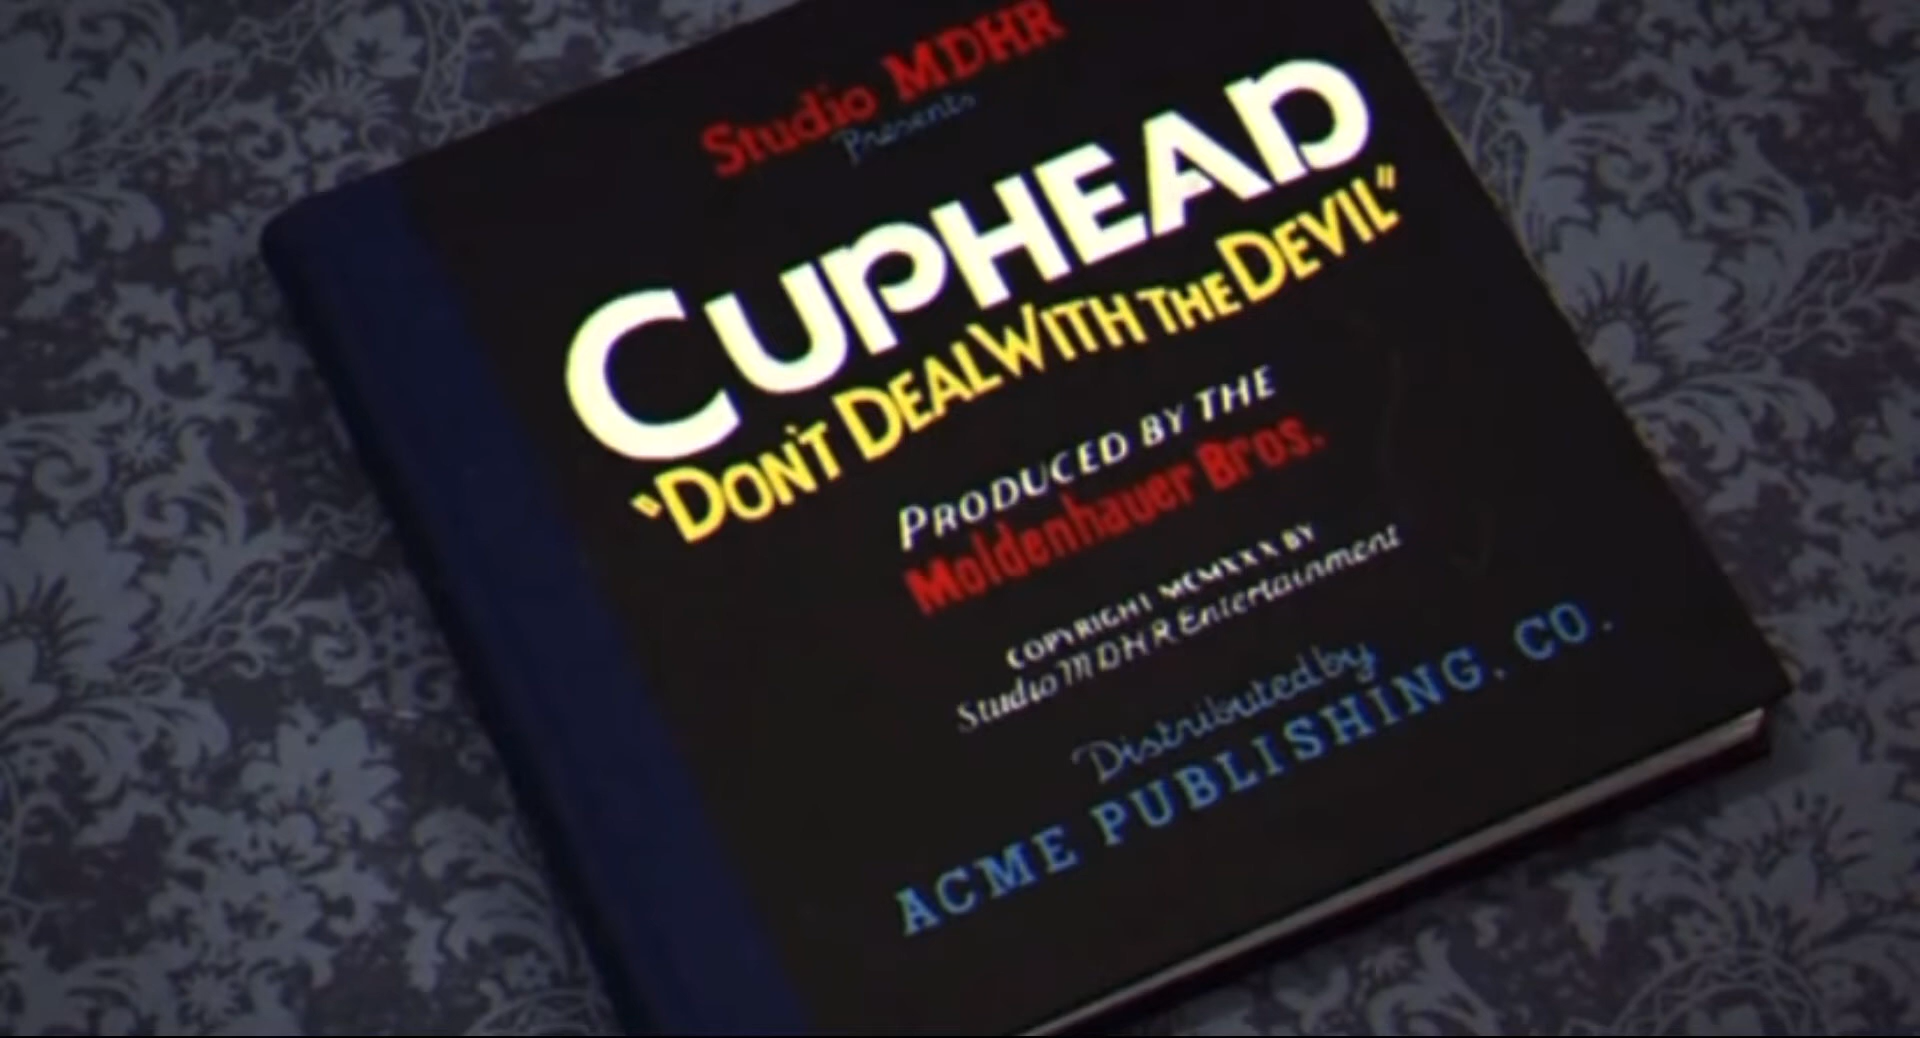 Studio MDHR
Presents
CUPHEAD
"DON'T DEAL WITH THE DEVIL"
PRODUCED BY THE
Moldenhauer Bros.
COPYRIGHT MCMXXX BY
Studio MDHR Entertainment
Distributed by
ACME PUBLISHING. CO.